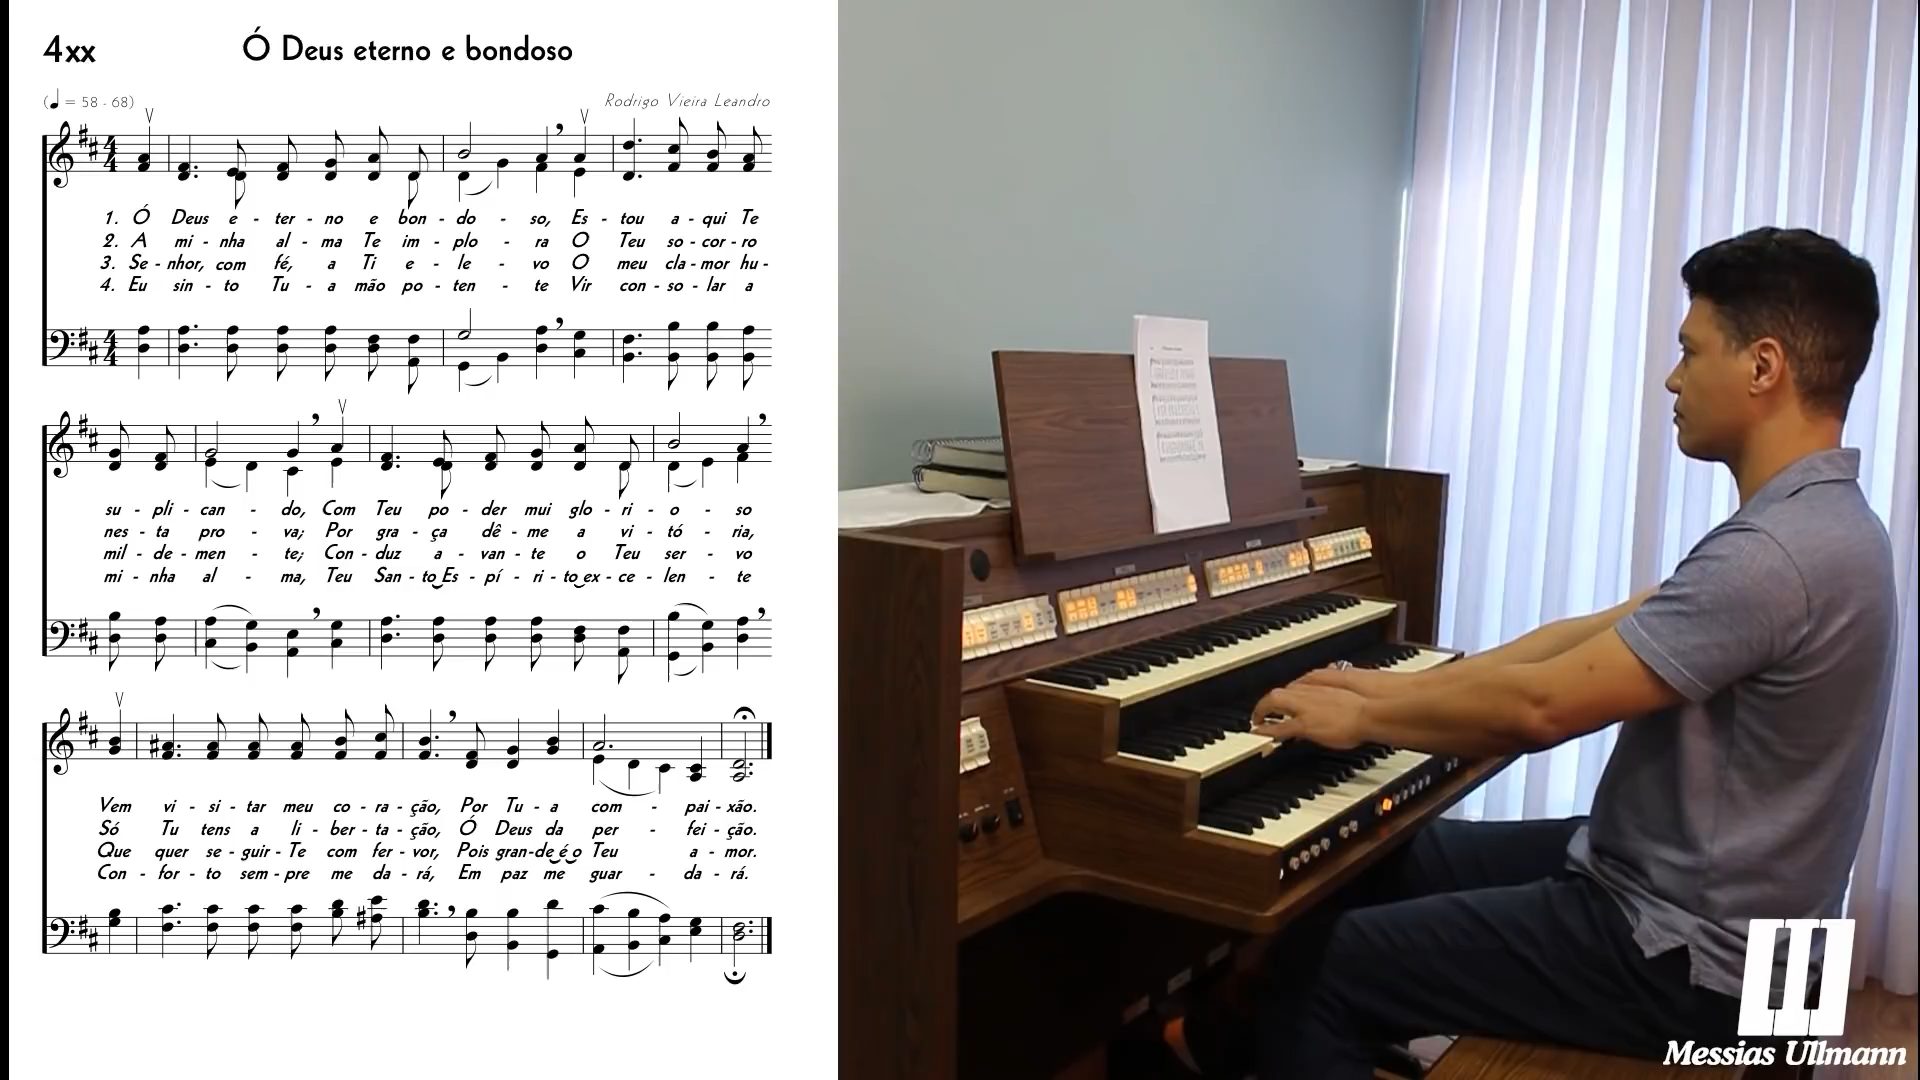 4xx
Ó Deus eterno e bondoso
(♩ = 58 - 68)
Rodrigo Vieira Leandro
1. Ó Deus e - ter - no e bon - do - so, Es - tou a - qui Te
2. A mi - nha al - ma Te im - plo - ra O Teu so - cor - ro
3. Se - nhor, com fé, a Ti e - le - vo O meu cla - mor hu -
4. Eu sin - to Tu - a mão po - ten - te Vir con - so - lar a
su - pli - can - do, Com Teu po - der mui glo - ri - o - so
nes - ta pro - va; Por gra - ça dê - me a vi - tó - ria,
mil - de - men - te; Con - duz a - van - te o Teu ser - vo
mi - nha al - ma, Teu San - to‿Es - pí - ri - to‿ex - ce - len - te
Vem vi - si - tar meu co - ra - ção, Por Tu - a com - pai - xão.
Só Tu tens a li - ber - ta - ção, Ó Deus da per - fei - ção.
Que quer se - guir - Te com fer - vor, Pois gran - de‿é‿o Teu a - mor.
Con - for - to sem - pre me da - rá, Em paz me guar - da - rá.
Messias Ullmann